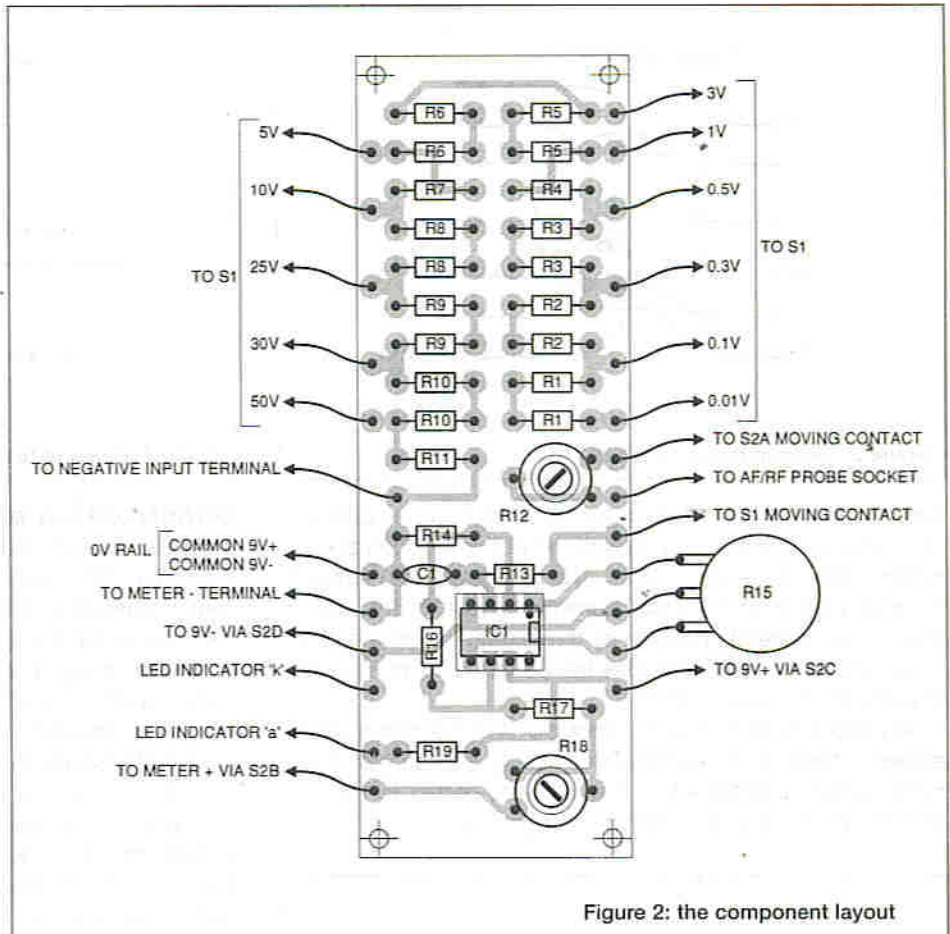 R6 R5 3V
5V R6 R5 1V
10V R7 R4 0.5V
R8 R3
TO S1 25V R8 R3 0.3V TO S1
R9 R2
30V R9 R2 0.1V
R10 R1
50V R10 R1 0.01V
R11 TO S2A MOVING CONTACT
TO NEGATIVE INPUT TERMINAL TO AF/RF PROBE SOCKET
R12
R14 TO S1 MOVING CONTACT
0V RAIL COMMON 9V+
COMMON 9V- C1 R13
TO METER - TERMINAL R15
TO 9V- VIA S2D R16 IC1
LED INDICATOR 'k' TO 9V+ VIA S2C
R17
LED INDICATOR 'a' R19 R18
TO METER + VIA S2B
Figure 2: the component layout